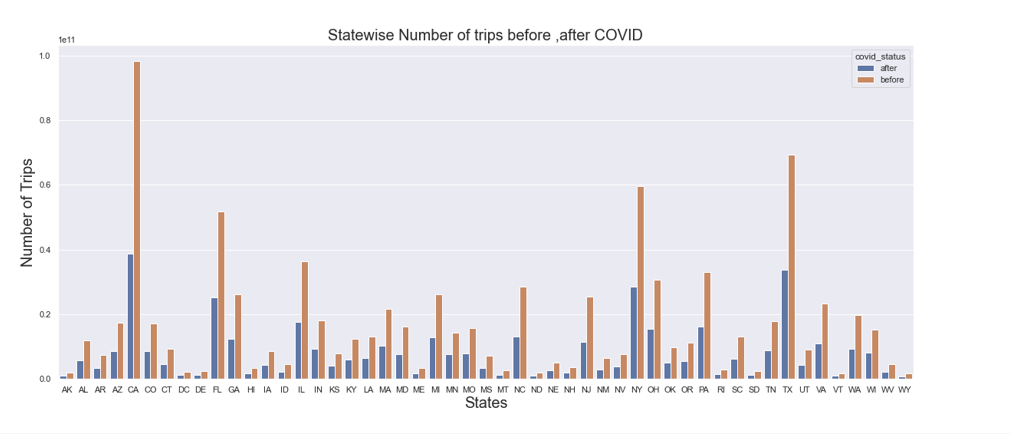 Statewise Number of trips before ,after COVID
1e11
covid_status
after
before
1.0
0.8
0.6
0.4
0.2
0.0
Number of Trips
AK AL AR AZ CA CO CT DC DE FL GA HI IA ID IL IN KS KY LA MA MD ME MI MN MO MS MT NC ND NE NH NJ NM NV NY OH OK OR PA RI SC SD TN TX UT VA VT WA WI WV WY
States